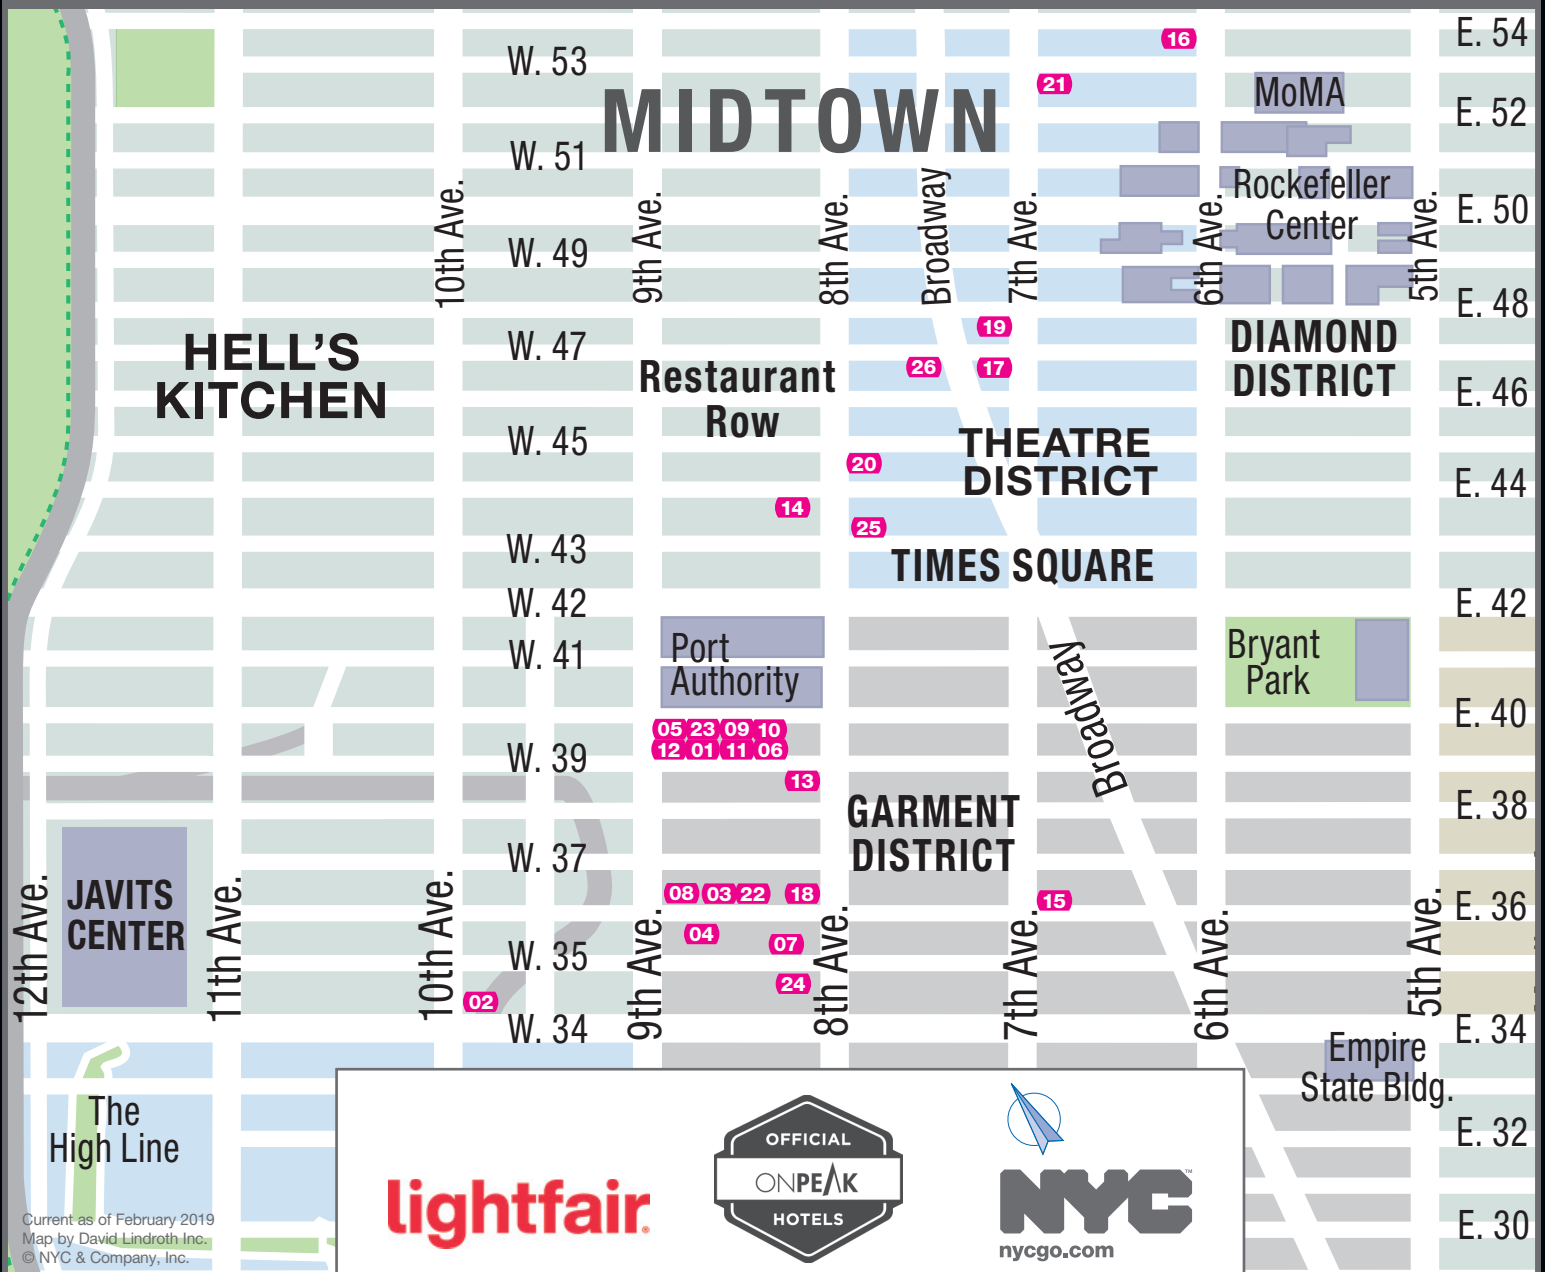 E. 54
16
W. 53
21
MoMA
MIDTOWN
E. 52
W. 51
Rockefeller
Center
E. 50
10th Ave.
9th Ave.
8th Ave.
Broadway
7th Ave.
6th Ave.
5th Ave.
W. 49
E. 48
19
HELL'S
KITCHEN
W. 47
Restaurant
Row
26
17
DIAMOND
DISTRICT
E. 46
W. 45
THEATRE
DISTRICT
20
E. 44
14
25
W. 43
TIMES SQUARE
W. 42
E. 42
Port
Authority
W. 41
Broadway
Bryant
Park
E. 40
05 23 09 10
12 01 11 06
W. 39
13
GARMENT
DISTRICT
E. 38
W. 37
JAVITS
CENTER
08 03 22 18
15
E. 36
04
07
W. 35
24
02
12th Ave.
11th Ave.
10th Ave.
9th Ave.
8th Ave.
7th Ave.
6th Ave.
5th Ave.
W. 34
E. 34
Empire
State Bldg.
The
High Line
E. 32
OFFICIAL
ONPEAK
HOTELS
lightfair®
NYC™
nycgo.com
E. 30
Current as of February 2019
Map by David Lindroth Inc.
© NYC & Company, Inc.